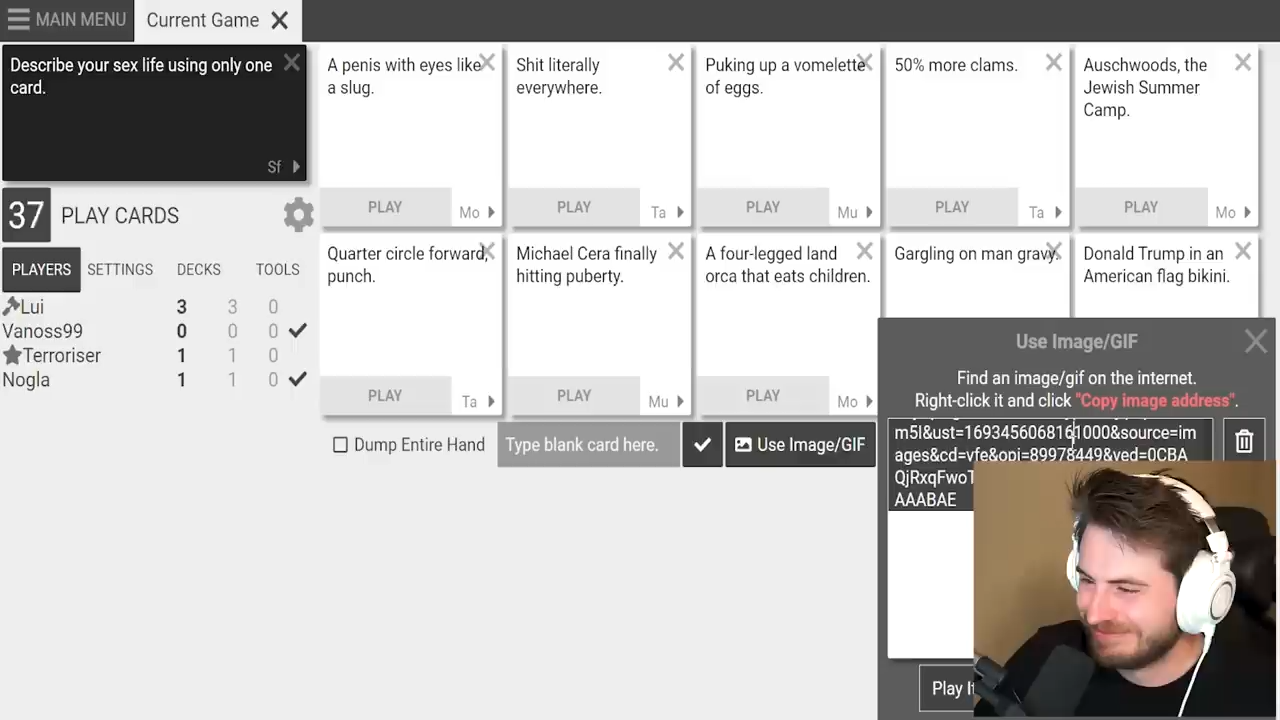 MAIN MENU
Current Game
Describe your sex life using only one
card.
Sf
A penis with eyes like
a slug.
PLAY
Mo
Shit literally
everywhere.
PLAY
Ta
Puking up a vomelette
of eggs.
PLAY
Mu
50% more clams.
PLAY
Ta
Auschwoods, the
Jewish Summer
Camp.
PLAY
Mo
37 PLAY CARDS
PLAYERS SETTINGS DECKS TOOLS
Lui 3 3 0
Vanoss99 0 0 0
Terroriser 1 1 0
Nogla 1 1 0
Quarter circle forward,
punch.
PLAY
Ta
Michael Cera finally
hitting puberty.
PLAY
Mu
A four-legged land
orca that eats children.
PLAY
Mo
Gargling on man gravy.
Donald Trump in an
American flag bikini.
Dump Entire Hand
Type blank card here.
Use Image/GIF
Use Image/GIF
Find an image/gif on the internet.
Right-click it and click "Copy image address".
ages&cd=vfe&opi=89978449&ved=0CBA
AAABAE
Play